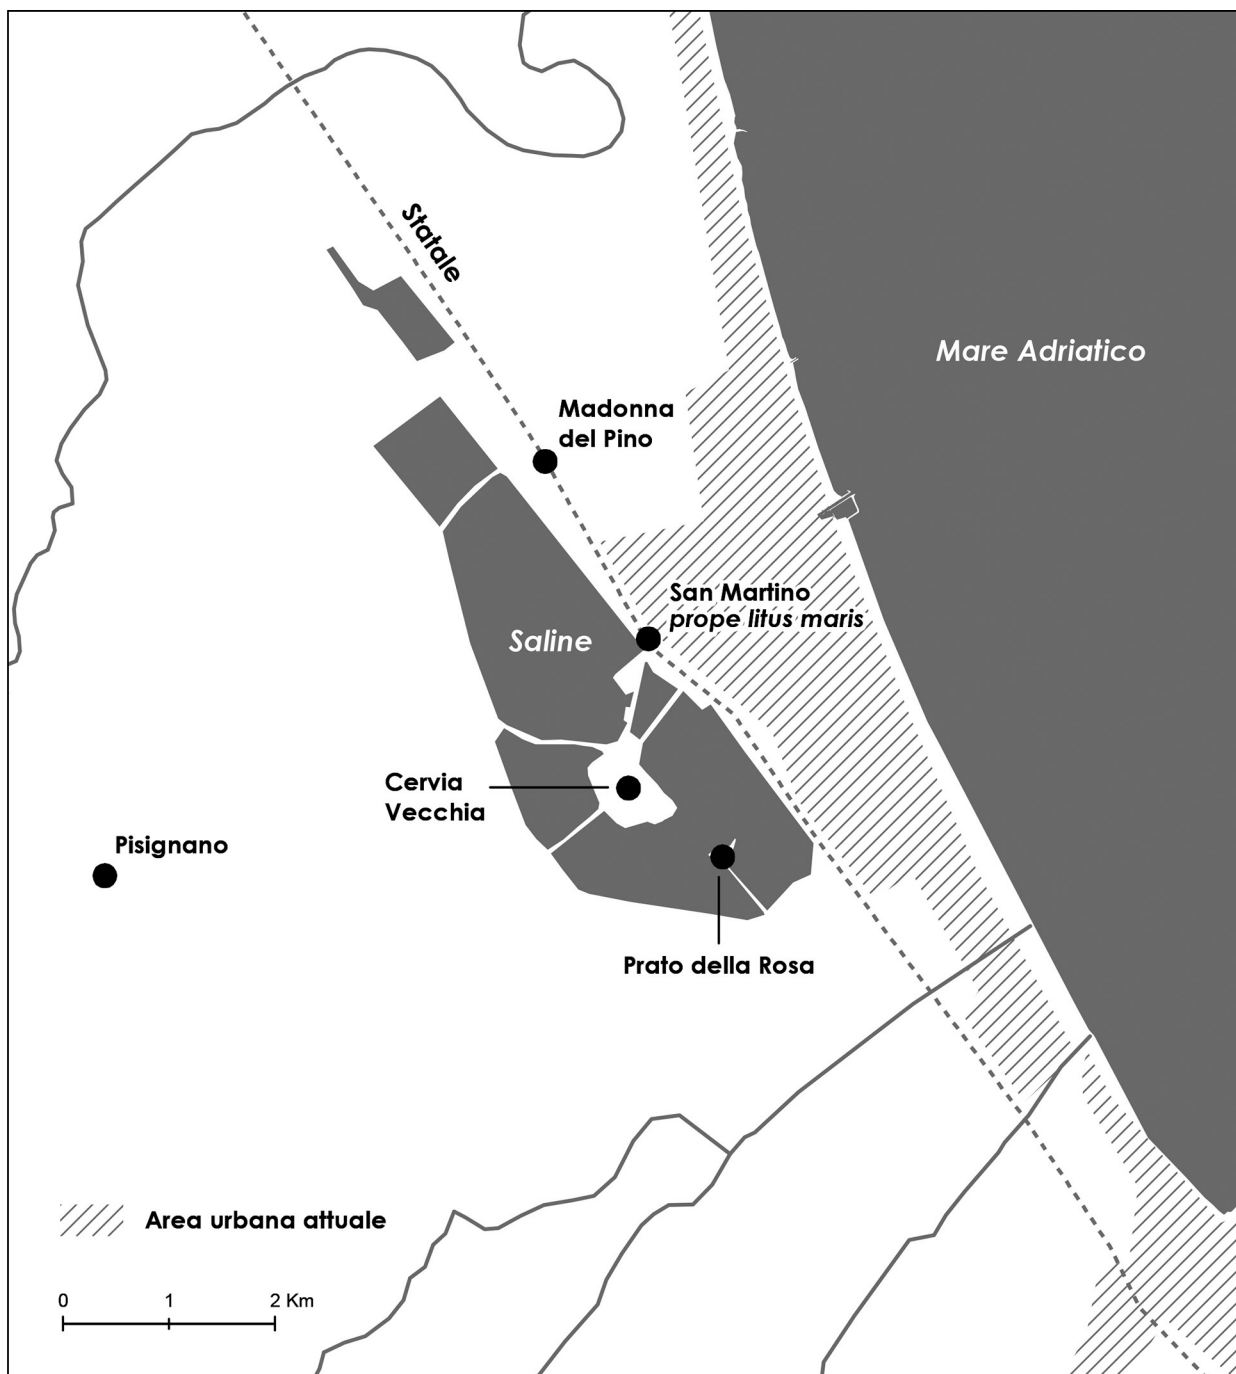 Statale
Mare Adriatico
Madonna
del Pino
San Martino
prope litus maris
Saline
Cervia
Vecchia
Pisignano
Prato della Rosa
Area urbana attuale
0 1 2 Km